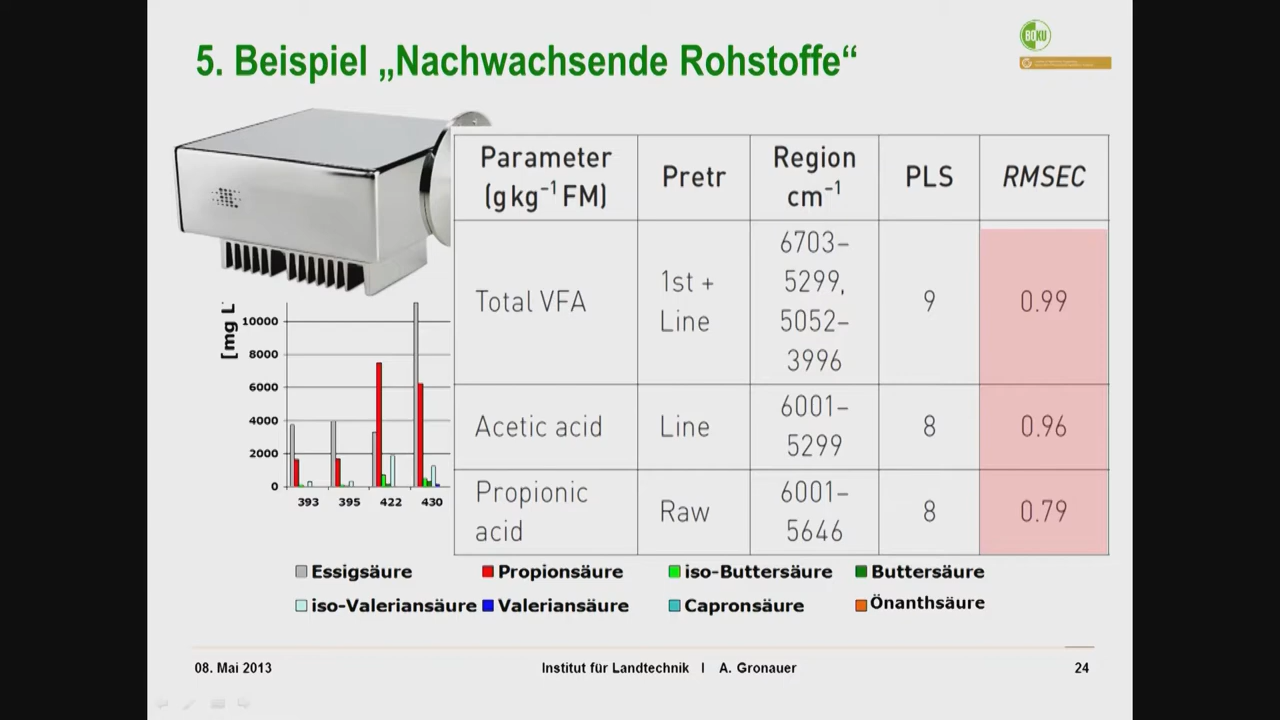 5. Beispiel „Nachwachsende Rohstoffe“
BOKU
Parameter
(g kg⁻¹ FM)
Pretr
Region
cm⁻¹
PLS
RMSEC
Total VFA
1st +
Line
6703–
5299,
5052–
3996
9
0.99
Acetic acid
Line
6001–
5299
8
0.96
Propionic
acid
Raw
6001–
5646
8
0.79
[mg L
10000
8000
6000
4000
2000
0
393 395 422 430
Essigsäure Propionsäure iso-Buttersäure Buttersäure
iso-Valeriansäure Valeriansäure Capronsäure Önanthsäure
08. Mai 2013 Institut für Landtechnik I A. Gronauer 24